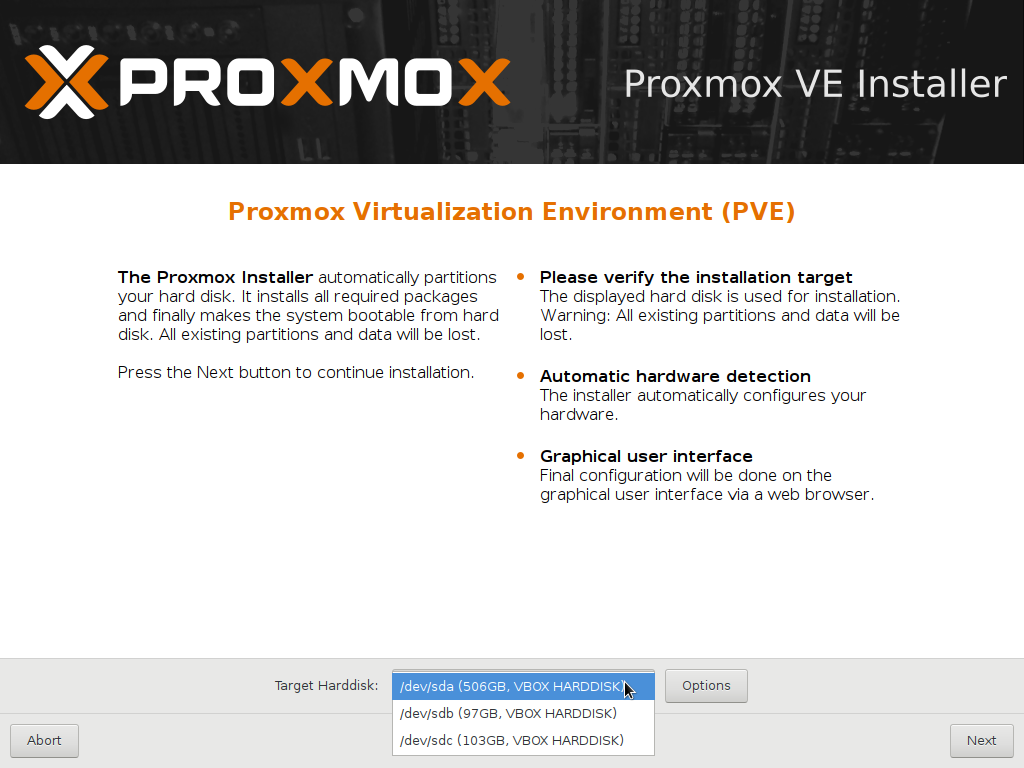 PROXMOX
Proxmox VE Installer
Proxmox Virtualization Environment (PVE)
The Proxmox Installer automatically partitions
your hard disk. It installs all required packages
and finally makes the system bootable from hard
disk. All existing partitions and data will be lost.
Press the Next button to continue installation.
Please verify the installation target
The displayed hard disk is used for installation.
Warning: All existing partitions and data will be
lost.
Automatic hardware detection
The installer automatically configures your
hardware.
Graphical user interface
Final configuration will be done on the
graphical user interface via a web browser.
Target Harddisk:
/dev/sda (506GB, VBOX HARDDISK)
/dev/sdb (97GB, VBOX HARDDISK)
/dev/sdc (103GB, VBOX HARDDISK)
Options
Abort
Next